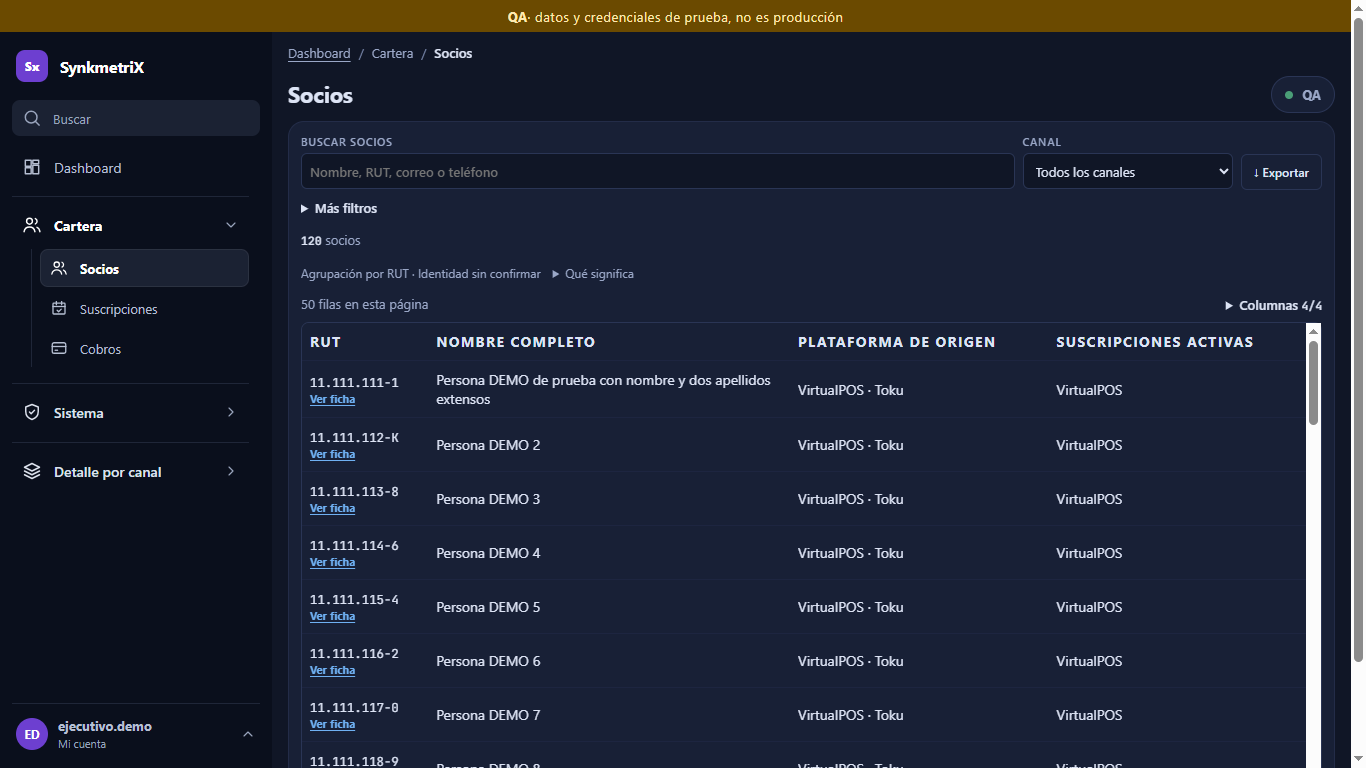 QA· datos y credenciales de prueba, no es producción
Sx SynkmetriX
Buscar
Dashboard
Cartera
Socios
Suscripciones
Cobros
Sistema
Detalle por canal
ED ejecutivo.demo
Mi cuenta
Dashboard / Cartera / Socios
Socios
QA
BUSCAR SOCIOS
CANAL
Nombre, RUT, correo o teléfono
Todos los canales
↓ Exportar
▶ Más filtros
120 socios
Agrupación por RUT · Identidad sin confirmar ▶ Qué significa
50 filas en esta página
▶ Columnas 4/4
RUT NOMBRE COMPLETO PLATAFORMA DE ORIGEN SUSCRIPCIONES ACTIVAS
11.111.111-1 Persona DEMO de prueba con nombre y dos apellidos extensos VirtualPOS · Toku VirtualPOS
Ver ficha
11.111.112-K Persona DEMO 2 VirtualPOS · Toku VirtualPOS
Ver ficha
11.111.113-8 Persona DEMO 3 VirtualPOS · Toku VirtualPOS
Ver ficha
11.111.114-6 Persona DEMO 4 VirtualPOS · Toku VirtualPOS
Ver ficha
11.111.115-4 Persona DEMO 5 VirtualPOS · Toku VirtualPOS
Ver ficha
11.111.116-2 Persona DEMO 6 VirtualPOS · Toku VirtualPOS
Ver ficha
11.111.117-0 Persona DEMO 7 VirtualPOS · Toku VirtualPOS
Ver ficha
11.111.118-9 Persona DEMO 8 VirtualPOS · Toku VirtualPOS